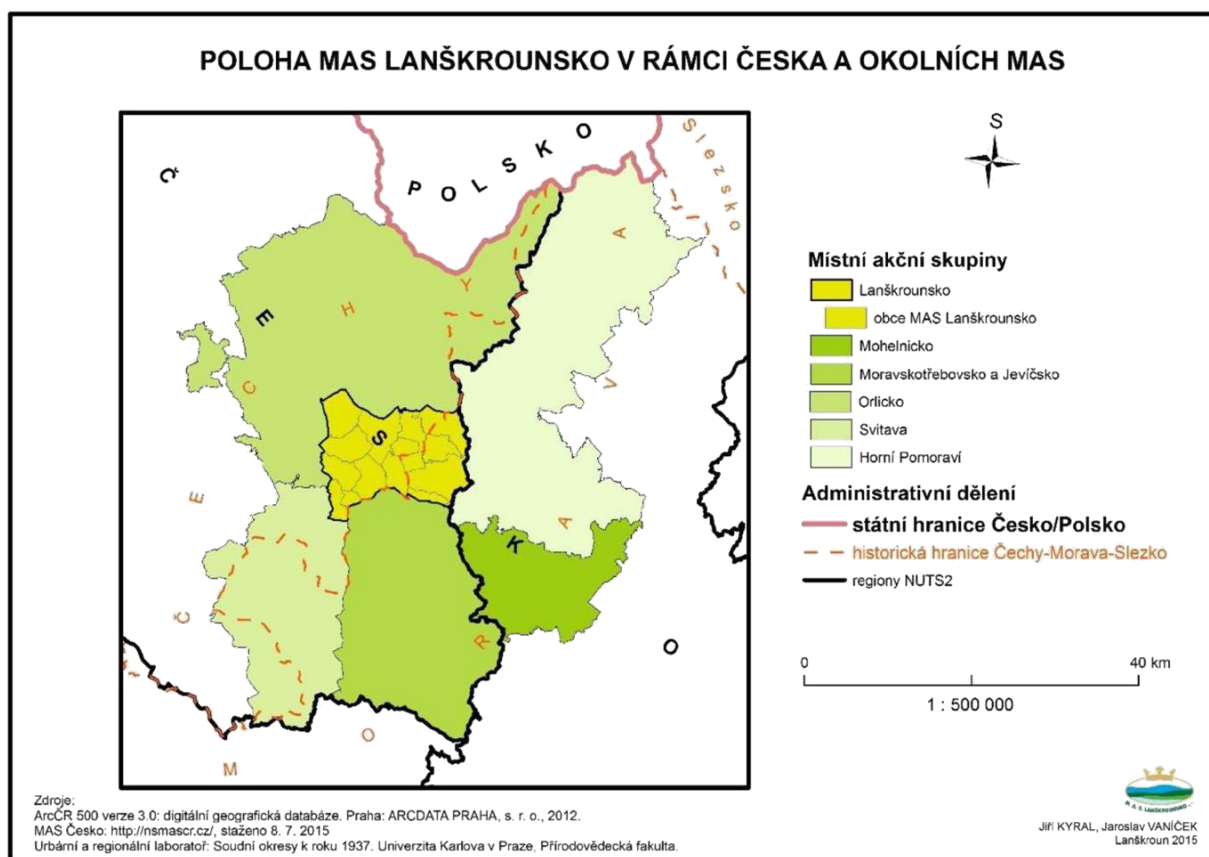 POLOHA MAS LANŠKROUNSKO V RÁMCI ČESKA A OKOLNÍCH MAS
POLSKO
Slezsko
ČESKO
ČECHY
MORAVA
S
Místní akční skupiny
Lanškrounsko
obce MAS Lanškrounsko
Mohelnicko
Moravskotřebovsko a Jevíčsko
Orlicko
Svitava
Horní Pomoraví
Administrativní dělení
státní hranice Česko/Polsko
historická hranice Čechy-Morava-Slezko
regiony NUTS2
0 40 km
1 : 500 000
Zdroje:
ArcČR 500 verze 3.0: digitální geografická databáze. Praha: ARCDATA PRAHA, s. r. o., 2012.
MAS Česko: http://nsmascr.cz/, staženo 8. 7. 2015
Urbární a regionální laboratoř: Soudní okresy k roku 1937. Univerzita Karlova v Praze, Přírodovědecká fakulta.
Jiří KYRAL, Jaroslav VANÍČEK
Lanškroun 2015